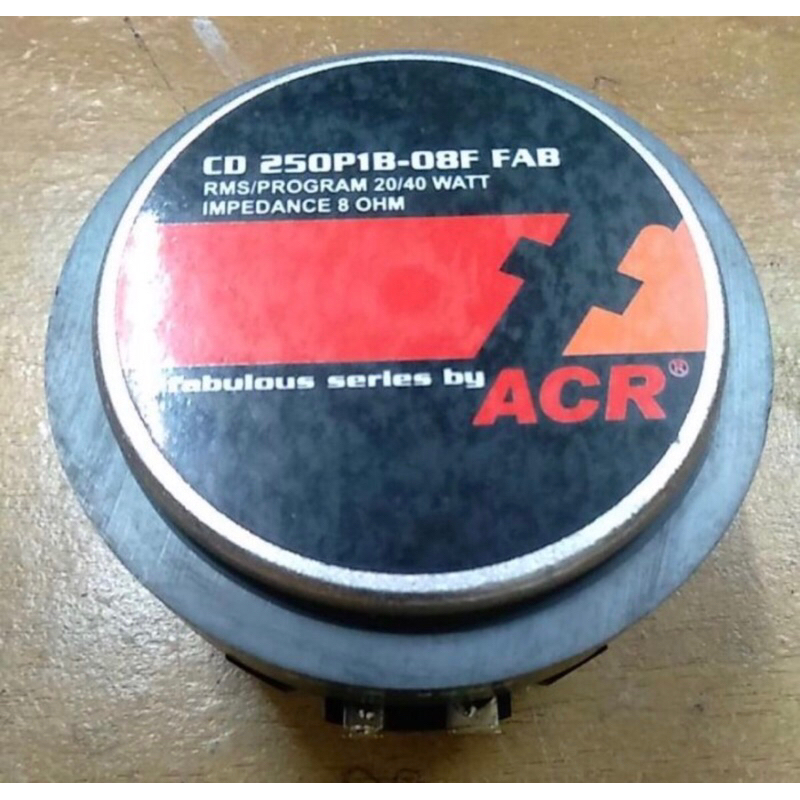 CD 250P1B-08F FAB
RMS/PROGRAM 20/40 WATT
IMPEDANCE 8 OHM
fabulous series by ACR®